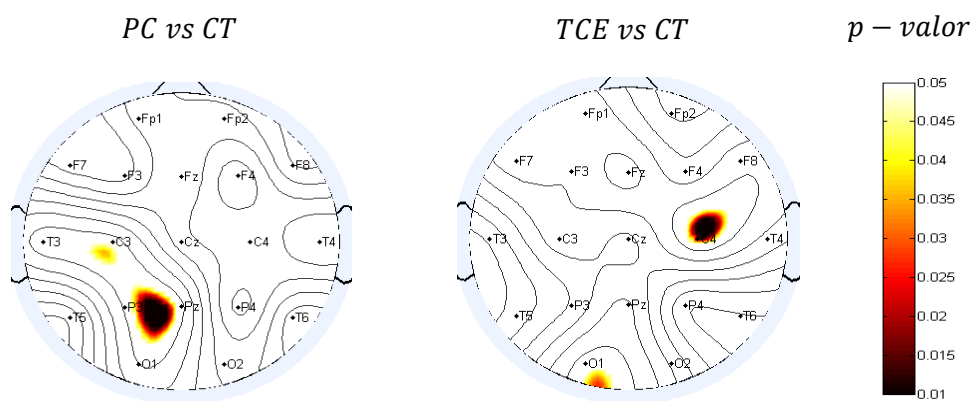 PC vs CT
TCE vs CT
p − valor
Fp1
Fp2
F7
F3
Fz
F4
F8
T3
C3
Cz
C4
T4
T5
P3
Pz
P4
T6
O1
O2
Fp1
Fp2
F7
F3
Fz
F4
F8
T3
C3
Cz
C4
T4
T5
P3
Pz
P4
T6
O1
O2
0.05
0.045
0.04
0.035
0.03
0.025
0.02
0.015
0.01